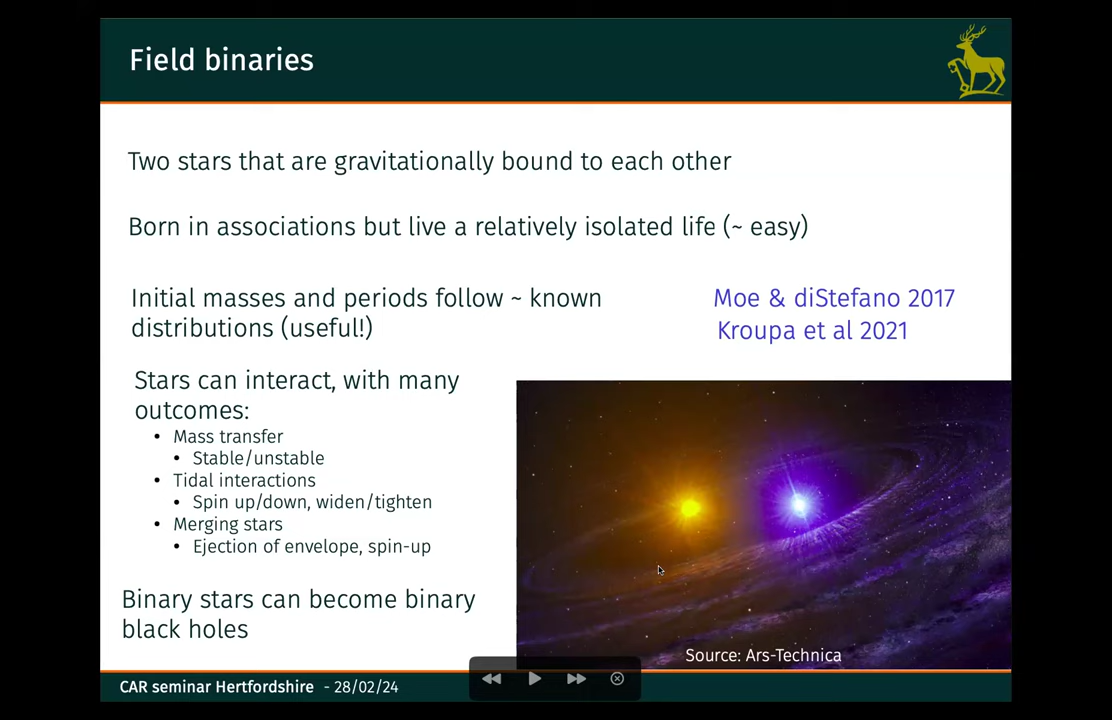 Field binaries
Two stars that are gravitationally bound to each other
Born in associations but live a relatively isolated life (~ easy)
Initial masses and periods follow ~ known
distributions (useful!)
Moe & diStefano 2017
Kroupa et al 2021
Stars can interact, with many
outcomes:
• Mass transfer
• Stable/unstable
• Tidal interactions
• Spin up/down, widen/tighten
• Merging stars
• Ejection of envelope, spin-up
Binary stars can become binary
black holes
Source: Ars-Technica
CAR seminar Hertfordshire - 28/02/24